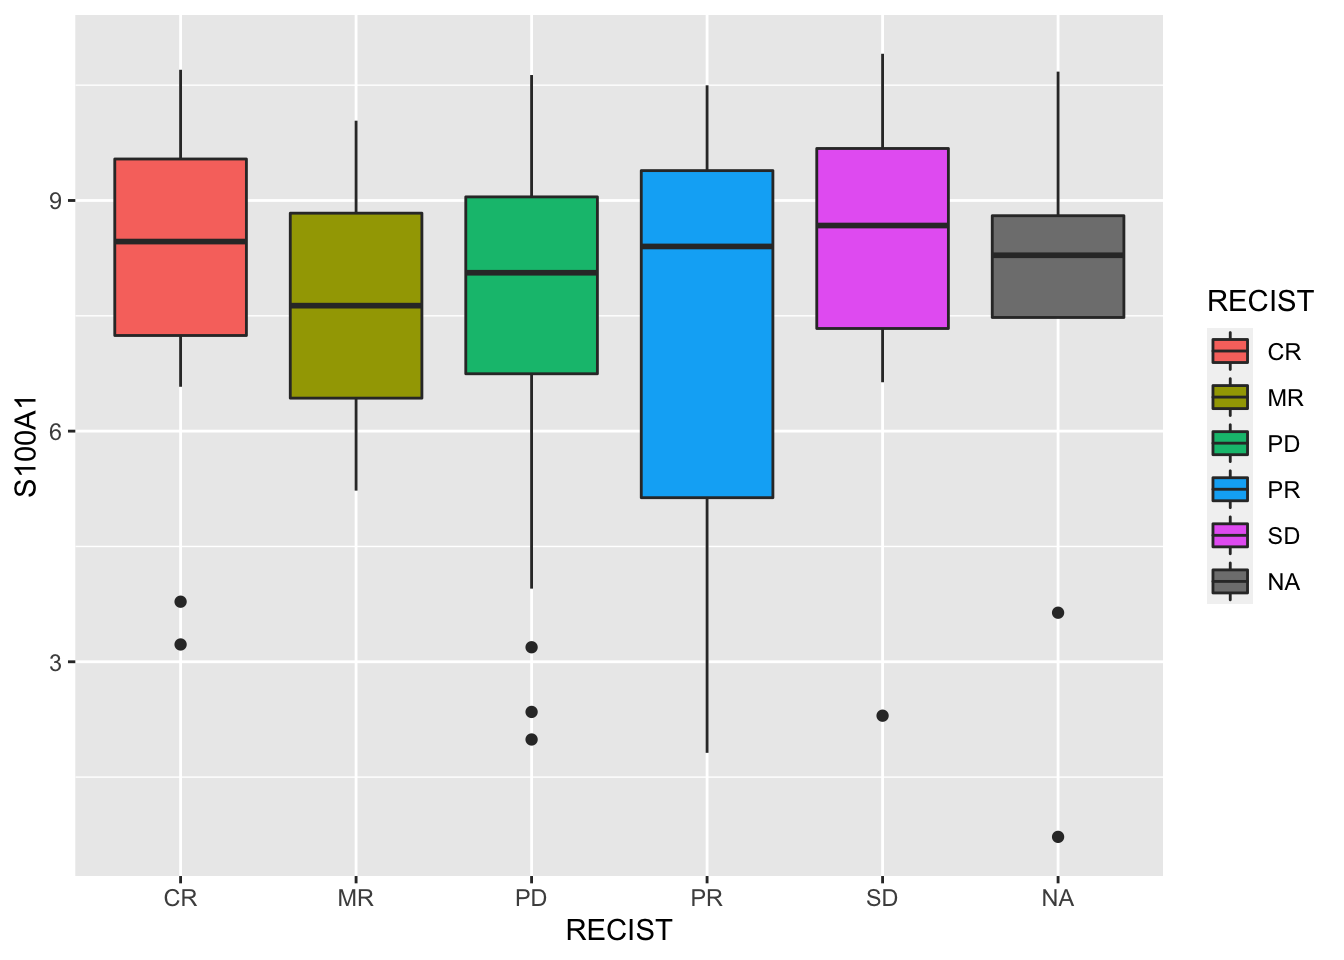 S100A1
9
6
3
CR MR PD PR SD NA
RECIST
RECIST
CR
MR
PD
PR
SD
NA